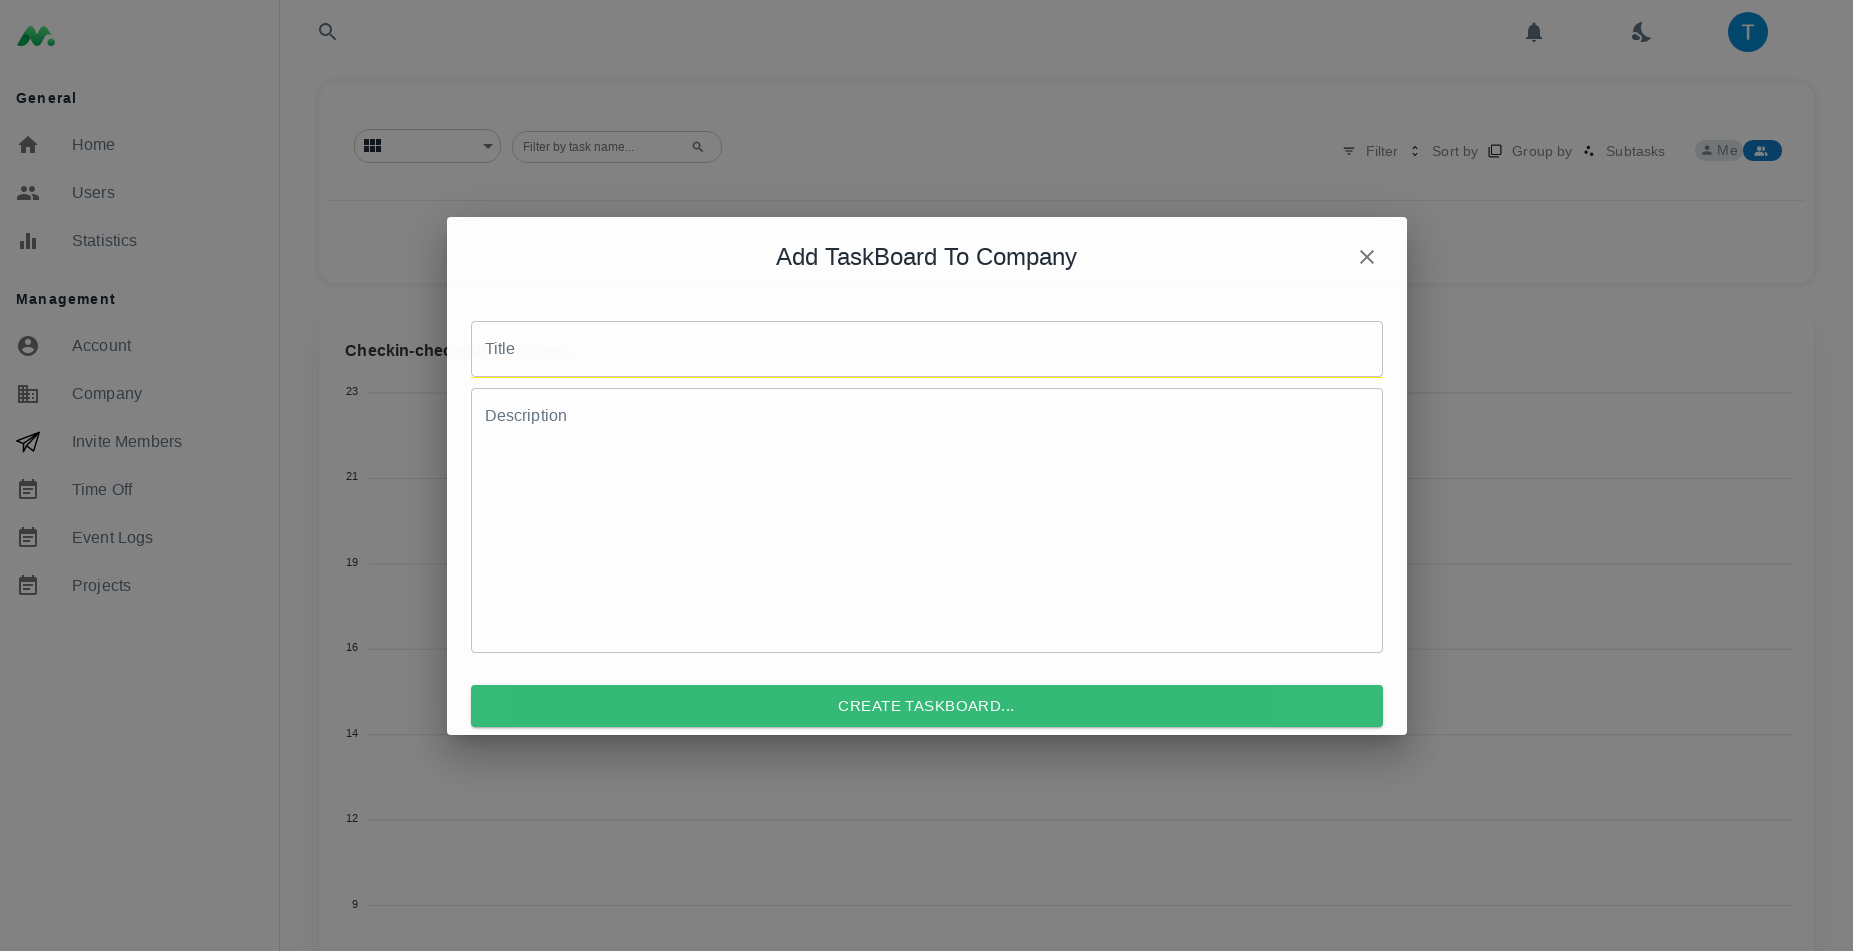 T
General
Home
Users
Statistics
Management
Account
Company
Invite Members
Time Off
Event Logs
Projects
Filter by task name...
Filter
Sort by
Group by
Subtasks
Me
Add TaskBoard To Company
Title
Description
CREATE TASKBOARD...
Checkin-check
23
21
19
16
14
12
9